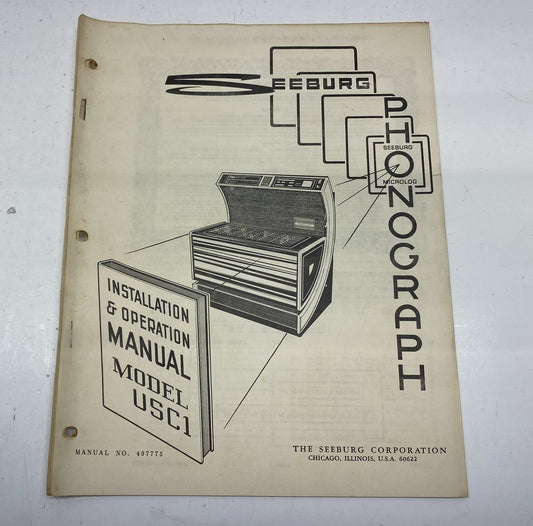 SEEBURG
PHONOGRAPH
SEEBURG
MICROLOG
INSTALLATION
& OPERATION
MANUAL
MODEL
USC1
MANUAL NO. 497775
THE SEEBURG CORPORATION
CHICAGO, ILLINOIS, U.S.A. 60622